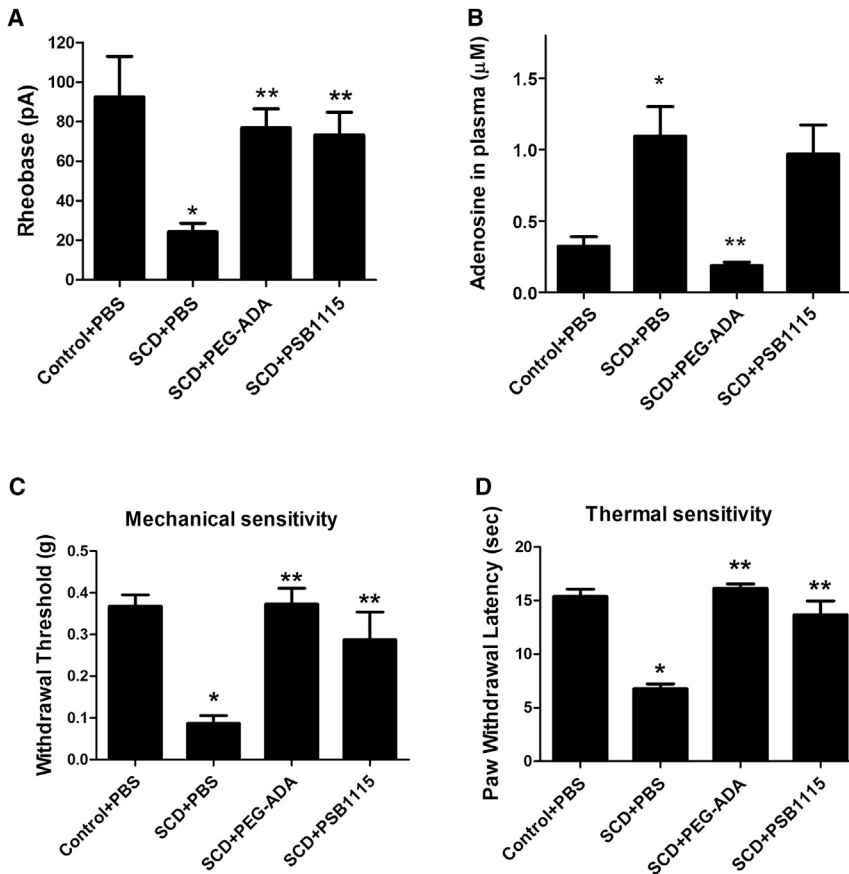 A
Rheobase (pA)
120
100
80
60
40
20
0
*
**
**
Control+PBS
SCD+PBS
SCD+PEG-ADA
SCD+PSB1115
B
Adenosine in plasma (μM)
1.5
1.0
0.5
0.0
*
**
Control+PBS
SCD+PBS
SCD+PEG-ADA
SCD+PSB1115
C
Mechanical sensitivity
Withdrawal Threshold (g)
0.5
0.4
0.3
0.2
0.1
0.0
*
**
**
Control+PBS
SCD+PBS
SCD+PEG-ADA
SCD+PSB1115
D
Thermal sensitivity
Paw Withdrawal Latency (sec)
20
15
10
5
0
*
**
**
Control+PBS
SCD+PBS
SCD+PEG-ADA
SCD+PSB1115